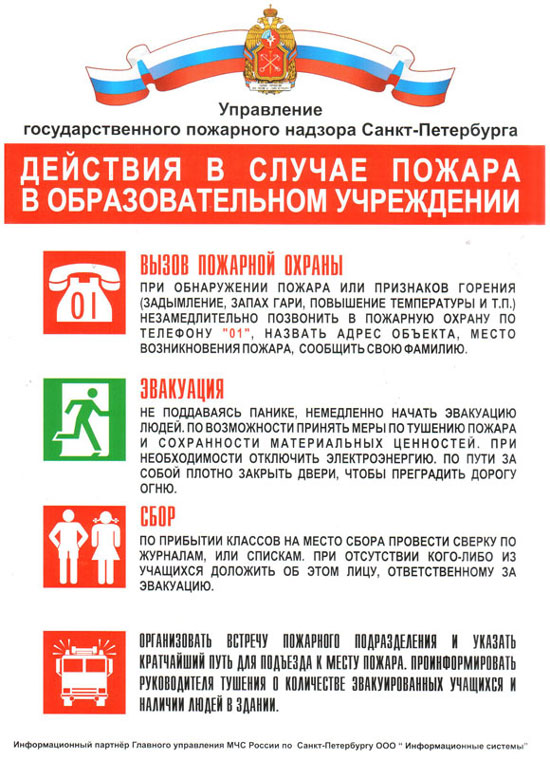 Управление
государственного пожарного надзора Санкт-Петербурга
ДЕЙСТВИЯ В СЛУЧАЕ ПОЖАРА
В ОБРАЗОВАТЕЛЬНОМ УЧРЕЖДЕНИИ
01
ВЫЗОВ ПОЖАРНОЙ ОХРАНЫ
ПРИ ОБНАРУЖЕНИИ ПОЖАРА ИЛИ ПРИЗНАКОВ ГОРЕНИЯ
(ЗАДЫМЛЕНИЕ, ЗАПАХ ГАРИ, ПОВЫШЕНИЕ ТЕМПЕРАТУРЫ И Т.П.)
НЕЗАМЕДЛИТЕЛЬНО ПОЗВОНИТЬ В ПОЖАРНУЮ ОХРАНУ ПО
ТЕЛЕФОНУ "01", НАЗВАТЬ АДРЕС ОБЪЕКТА, МЕСТО
ВОЗНИКНОВЕНИЯ ПОЖАРА, СООБЩИТЬ СВОЮ ФАМИЛИЮ.
ЭВАКУАЦИЯ
НЕ ПОДДАВАЯСЬ ПАНИКЕ, НЕМЕДЛЕННО НАЧАТЬ ЭВАКУАЦИЮ
ЛЮДЕЙ. ПО ВОЗМОЖНОСТИ ПРИНЯТЬ МЕРЫ ПО ТУШЕНИЮ ПОЖАРА
И СОХРАННОСТИ МАТЕРИАЛЬНЫХ ЦЕННОСТЕЙ. ПРИ
НЕОБХОДИМОСТИ ОТКЛЮЧИТЬ ЭЛЕКТРОЭНЕРГИЮ. ПО ПУТИ ЗА
СОБОЙ ПЛОТНО ЗАКРЫТЬ ДВЕРИ, ЧТОБЫ ПРЕГРАДИТЬ ДОРОГУ
ОГНЮ.
СБОР
ПО ПРИБЫТИИ КЛАССОВ НА МЕСТО СБОРА ПРОВЕСТИ СВЕРКУ ПО
ЖУРНАЛАМ, ИЛИ СПИСКАМ. ПРИ ОТСУТСТВИИ КОГО-ЛИБО ИЗ
УЧАЩИХСЯ ДОЛОЖИТЬ ОБ ЭТОМ ЛИЦУ, ОТВЕТСТВЕННОМУ ЗА
ЭВАКУАЦИЮ.
ОРГАНИЗОВАТЬ ВСТРЕЧУ ПОЖАРНОГО ПОДРАЗДЕЛЕНИЯ И УКАЗАТЬ
КРАТЧАЙШИЙ ПУТЬ ДЛЯ ПОДЪЕЗДА К МЕСТУ ПОЖАРА. ПРОИНФОРМИРОВАТЬ
РУКОВОДИТЕЛЯ ТУШЕНИЯ О КОЛИЧЕСТВЕ ЭВАКУИРОВАННЫХ УЧАЩИХСЯ И
НАЛИЧИИ ЛЮДЕЙ В ЗДАНИИ.
Информационный партнёр Главного управления МЧС России по Санкт-Петербургу ООО " Информационные системы"